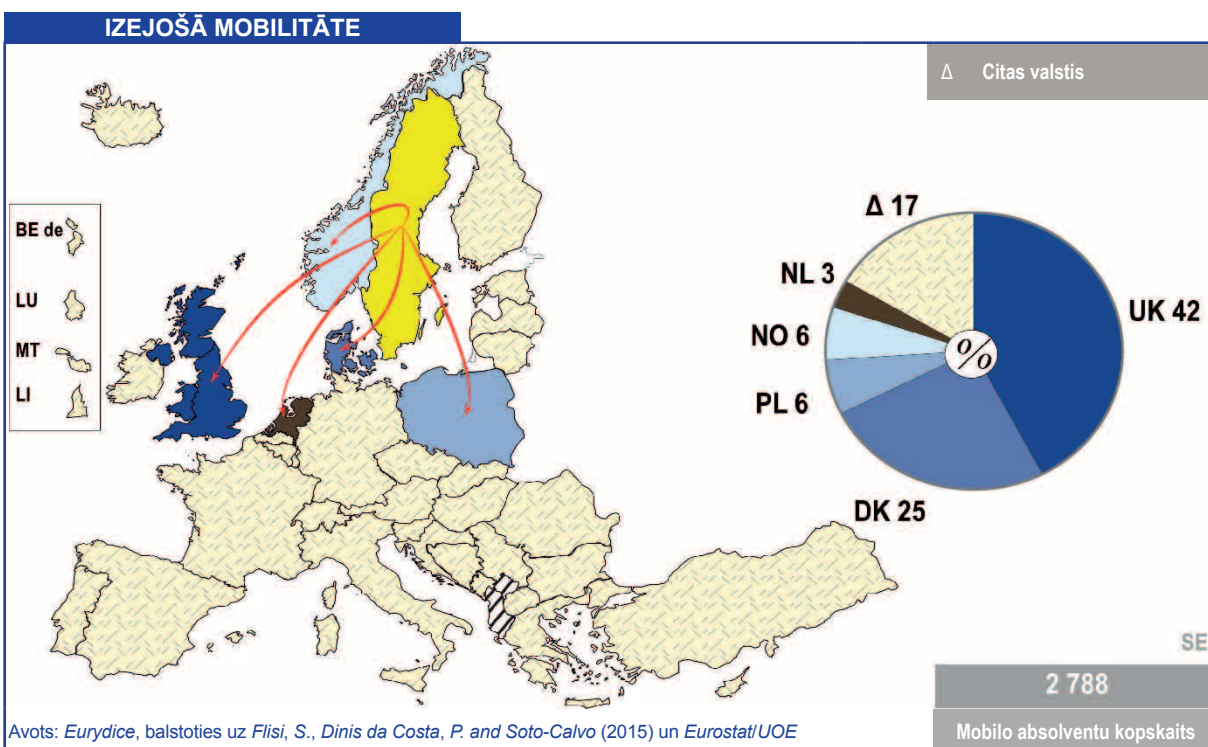 IZEJOŠĀ MOBILITĀTE
Δ Citas valstis
BE de
LU
MT
LI
Δ 17
NL 3
UK 42
NO 6
%
PL 6
DK 25
SE
2 788
Mobilo absolventu kopskaits
Avots: Eurydice, balstoties uz Flisi, S., Dinis da Costa, P. and Soto-Calvo (2015) un Eurostat/UOE